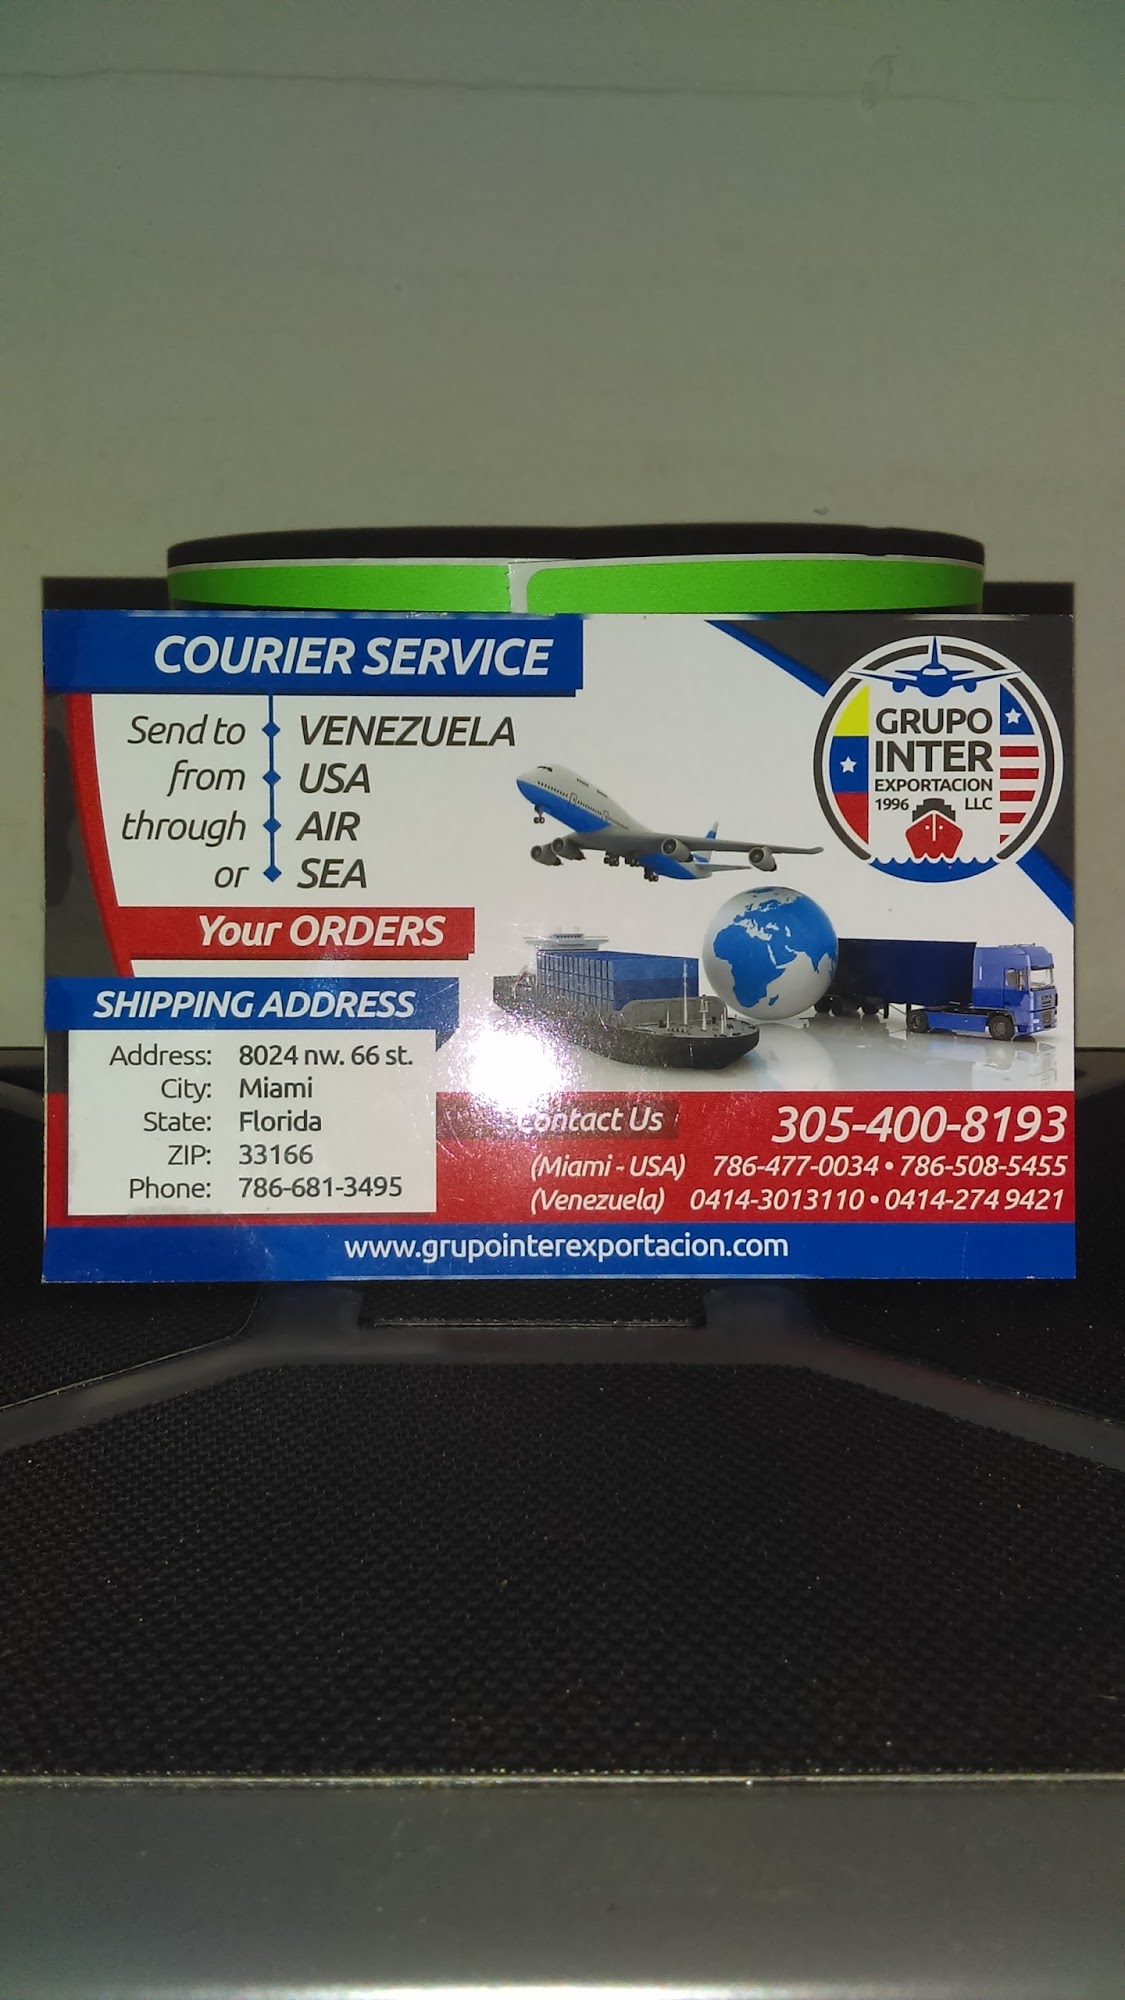 COURIER SERVICE
Send to VENEZUELA
from USA
through AIR
or SEA
Your ORDERS
GRUPO
INTER
EXPORTACION
1996 LLC
SHIPPING ADDRESS
Address: 8024 nw. 66 st.
City: Miami
State: Florida
ZIP: 33166
Phone: 786-681-3495
Contact Us 305-400-8193
(Miami - USA) 786-477-0034 • 786-508-5455
(Venezuela) 0414-3013110 • 0414-274 9421
www.grupointerexportacion.com